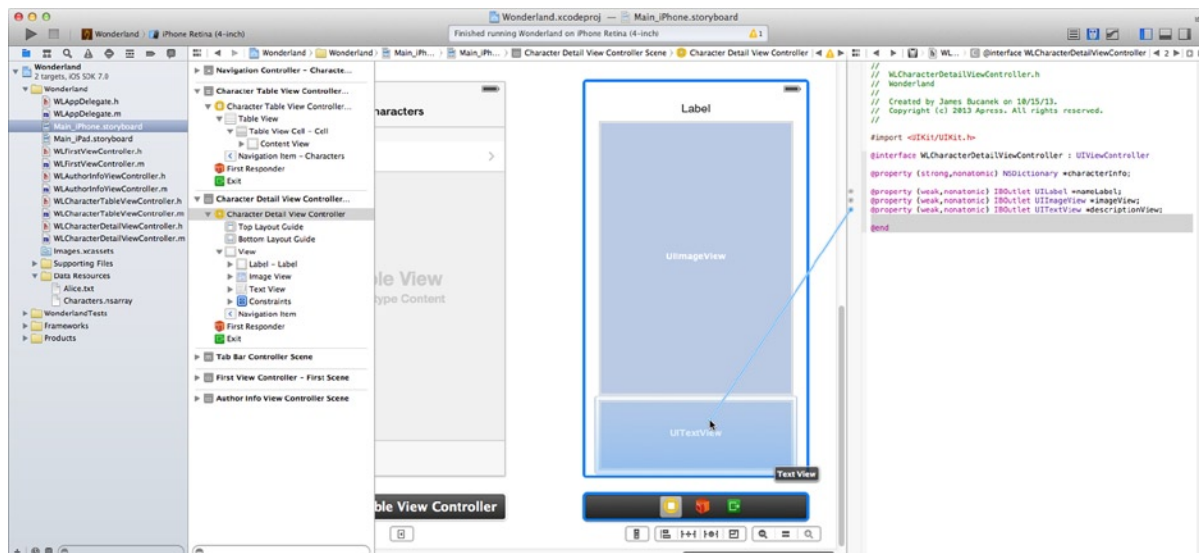 Wonderland.xcodeproj — Main_iPhone.storyboard
Wonderland iPhone Retina (4-inch)
Finished running Wonderland on iPhone Retina (4-inch)
1
Wonderland Wonderland Main_iPh... Main_iPh... Character Detail View Controller Scene Character Detail View Controller
WL... @interface WLCharacterDetailViewController 2
Wonderland
2 targets, iOS SDK 7.0
Wonderland
WLAppDelegate.h
WLAppDelegate.m
Main_iPhone.storyboard
Main_iPad.storyboard
WLFirstViewController.h
WLFirstViewController.m
WLAuthorInfoViewController.h
WLAuthorInfoViewController.m
WLCharacterTableViewController.h
WLCharacterTableViewController.m
WLCharacterDetailViewController.h
WLCharacterDetailViewController.m
Images.xcassets
Supporting Files
Data Resources
Alice.txt
Characters.nsarray
WonderlandTests
Frameworks
Products
Navigation Controller – Characte...
Character Table View Controller...
Character Table View Controller...
Table View
Table View Cell – Cell
Content View
Navigation Item – Characters
First Responder
Exit
Character Detail View Controller...
Character Detail View Controller
Top Layout Guide
Bottom Layout Guide
View
Label – Label
Image View
Text View
Constraints
Navigation Item
First Responder
Exit
Tab Bar Controller Scene
First View Controller – First Scene
Author Info View Controller Scene
haracters
ble View
type Content
ble View Controller
Label
UIImageView
UITextView
Text View
//
// WLCharacterDetailViewController.h
// Wonderland
//
// Created by James Bucanek on 10/15/13.
// Copyright (c) 2013 Apress. All rights reserved.
//
#import <UIKit/UIKit.h>
@interface WLCharacterDetailViewController : UIViewController
@property (strong,nonatomic) NSDictionary *characterInfo;
@property (weak,nonatomic) IBOutlet UILabel *nameLabel;
@property (weak,nonatomic) IBOutlet UIImageView *imageView;
@property (weak,nonatomic) IBOutlet UITextView *descriptionView;
@end